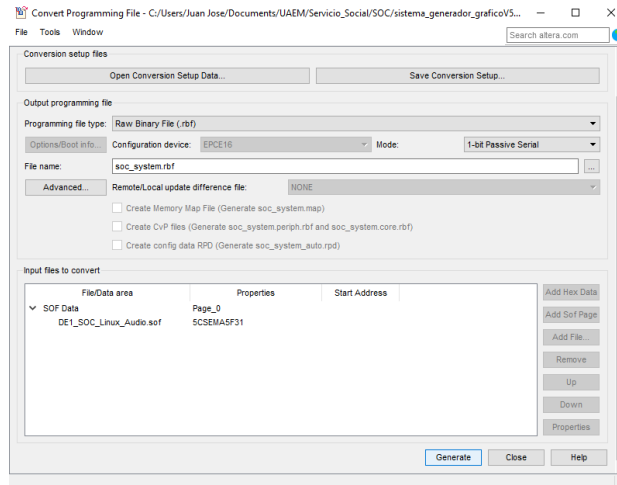 Convert Programming File - C:/Users/Juan Jose/Documents/UAEM/Servicio_Social/SOC/sistema_generador_graficoV5...
File Tools Window
Search altera.com
Conversion setup files
Open Conversion Setup Data... Save Conversion Setup...
Output programming file
Programming file type: Raw Binary File (.rbf)
Options/Boot info... Configuration device: EPCE16 Mode: 1-bit Passive Serial
File name: soc_system.rbf ...
Advanced... Remote/Local update difference file: NONE
Create Memory Map File (Generate soc_system.map)
Create CvP files (Generate soc_system.periph.rbf and soc_system.core.rbf)
Create config data RPD (Generate soc_system_auto.rpd)
Input files to convert
File/Data area Properties Start Address Add Hex Data
SOF Data Page_0 Add Sof Page
DE1_SOC_Linux_Audio.sof 5CSEMA5F31
Add File...
Remove
Up
Down
Properties
Generate Close Help